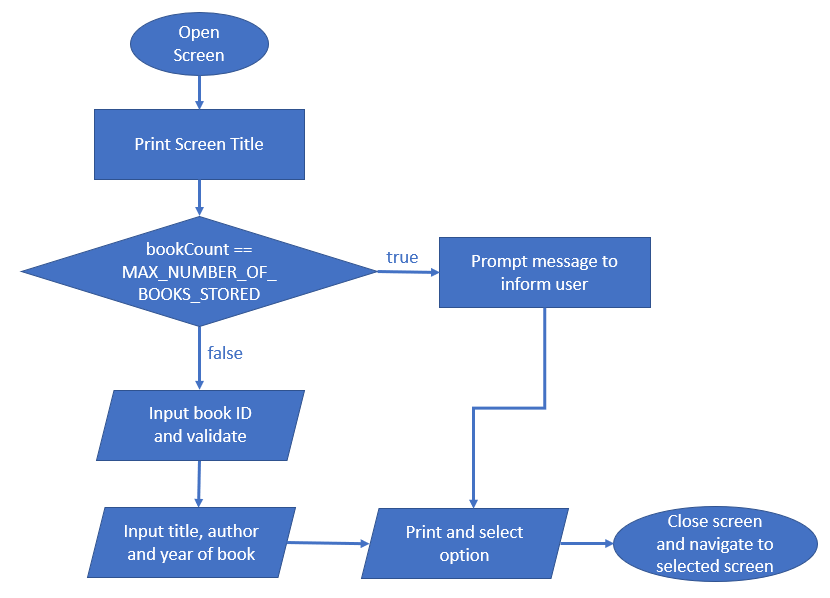 Open
Screen
Print Screen Title
bookCount ==
MAX_NUMBER_OF_
BOOKS_STORED
true
Prompt message to
inform user
false
Input book ID
and validate
Input title, author
and year of book
Print and select
option
Close screen
and navigate to
selected screen